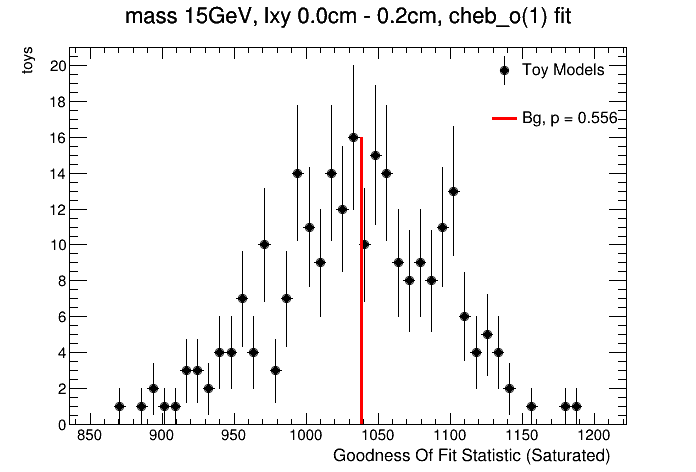 mass 15GeV, lxy 0.0cm - 0.2cm, cheb_o(1) fit
toys
20
18
16
14
12
10
8
6
4
2
0
Toy Models
Bg, p = 0.556
850 900 950 1000 1050 1100 1150 1200
Goodness Of Fit Statistic (Saturated)